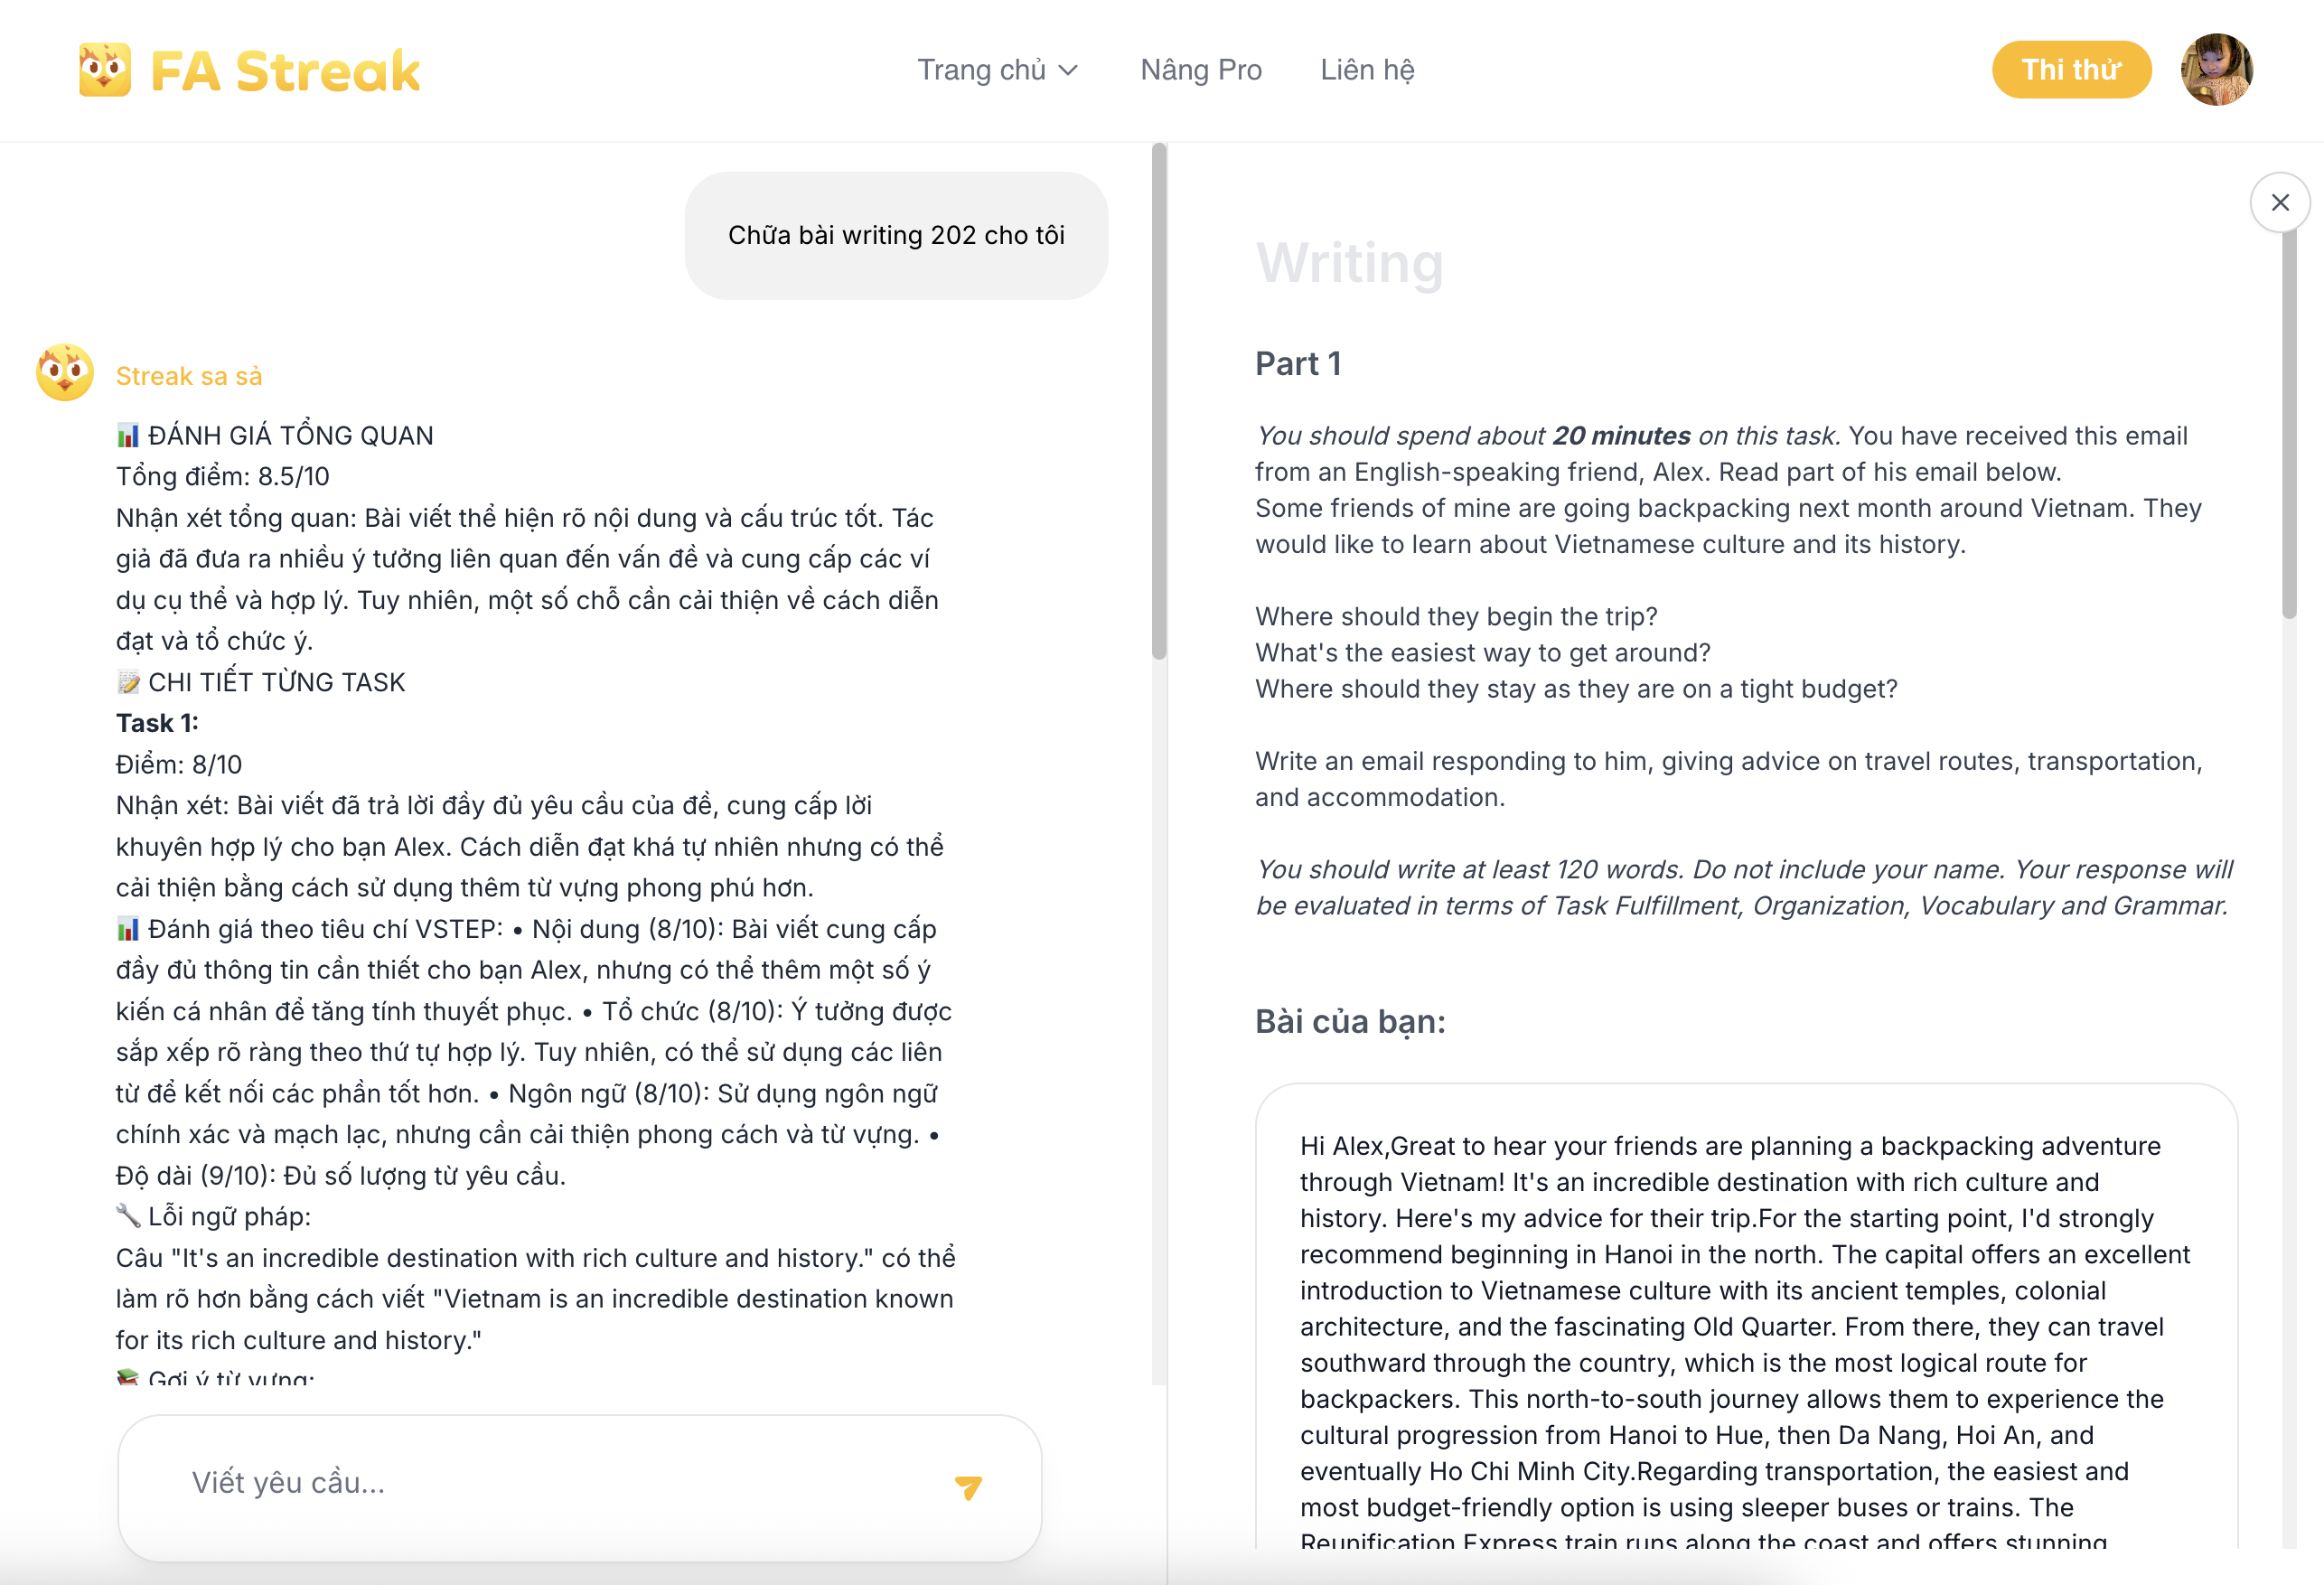 FA Streak
Trang chủ
Nâng Pro
Liên hệ
Thi thử
Chữa bài writing 202 cho tôi
Streak sa sả
📊 ĐÁNH GIÁ TỔNG QUAN
Tổng điểm: 8.5/10
Nhận xét tổng quan: Bài viết thể hiện rõ nội dung và cấu trúc tốt. Tác
giả đã đưa ra nhiều ý tưởng liên quan đến vấn đề và cung cấp các ví
dụ cụ thể và hợp lý. Tuy nhiên, một số chỗ cần cải thiện về cách diễn
đạt và tổ chức ý.
📝 CHI TIẾT TỪNG TASK
Task 1:
Điểm: 8/10
Nhận xét: Bài viết đã trả lời đầy đủ yêu cầu của đề, cung cấp lời
khuyên hợp lý cho bạn Alex. Cách diễn đạt khá tự nhiên nhưng có thể
cải thiện bằng cách sử dụng thêm từ vựng phong phú hơn.
📊 Đánh giá theo tiêu chí VSTEP: • Nội dung (8/10): Bài viết cung cấp
đầy đủ thông tin cần thiết cho bạn Alex, nhưng có thể thêm một số ý
kiến cá nhân để tăng tính thuyết phục. • Tổ chức (8/10): Ý tưởng được
sắp xếp rõ ràng theo thứ tự hợp lý. Tuy nhiên, có thể sử dụng các liên
từ để kết nối các phần tốt hơn. • Ngôn ngữ (8/10): Sử dụng ngôn ngữ
chính xác và mạch lạc, nhưng cần cải thiện phong cách và từ vựng. •
Độ dài (9/10): Đủ số lượng từ yêu cầu.
🔧 Lỗi ngữ pháp:
Câu "It's an incredible destination with rich culture and history." có thể
làm rõ hơn bằng cách viết "Vietnam is an incredible destination known
for its rich culture and history."
📚 Gợi ý từ vựng:
Viết yêu cầu...
Writing
Part 1
You should spend about 20 minutes on this task. You have received this email
from an English-speaking friend, Alex. Read part of his email below.
Some friends of mine are going backpacking next month around Vietnam. They
would like to learn about Vietnamese culture and its history.
Where should they begin the trip?
What's the easiest way to get around?
Where should they stay as they are on a tight budget?
Write an email responding to him, giving advice on travel routes, transportation,
and accommodation.
You should write at least 120 words. Do not include your name. Your response will
be evaluated in terms of Task Fulfillment, Organization, Vocabulary and Grammar.
Bài của bạn:
Hi Alex,Great to hear your friends are planning a backpacking adventure
through Vietnam! It's an incredible destination with rich culture and
history. Here's my advice for their trip.For the starting point, I'd strongly
recommend beginning in Hanoi in the north. The capital offers an excellent
introduction to Vietnamese culture with its ancient temples, colonial
architecture, and the fascinating Old Quarter. From there, they can travel
southward through the country, which is the most logical route for
backpackers. This north-to-south journey allows them to experience the
cultural progression from Hanoi to Hue, then Da Nang, Hoi An, and
eventually Ho Chi Minh City.Regarding transportation, the easiest and
most budget-friendly option is using sleeper buses or trains. The
Reunification Express train runs along the coast and offers stunning